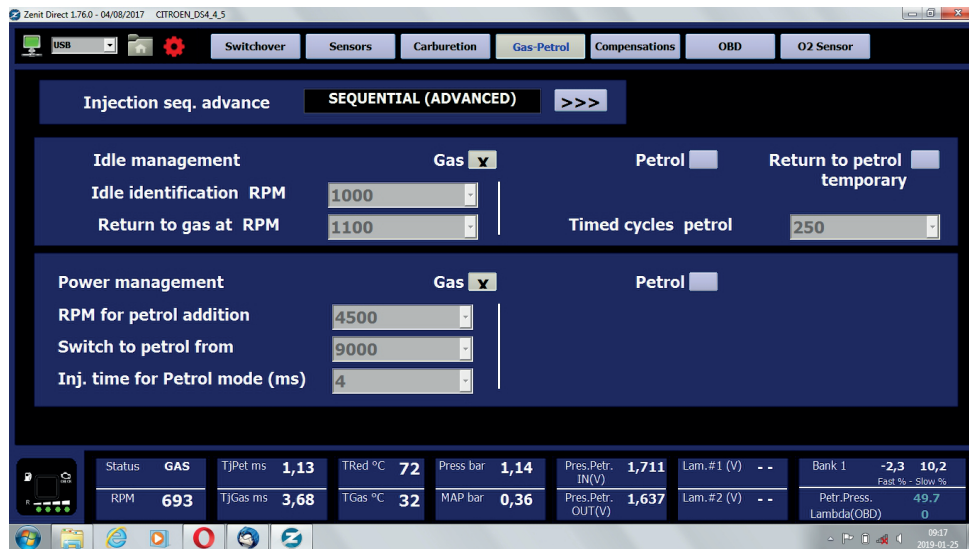 Zenit Direct 1.76.0 - 04/08/2017 CITROEN_DS4_4_5
USB Switchover Sensors Carburetion Gas-Petrol Compensations OBD O2 Sensor
Injection seq. advance SEQUENTIAL (ADVANCED) >>>
Idle management Gas x Petrol Return to petrol
temporary
Idle identification RPM 1000
Return to gas at RPM 1100 Timed cycles petrol 250
Power management Gas x Petrol
RPM for petrol addition 4500
Switch to petrol from 9000
Inj. time for Petrol mode (ms) 4
Status GAS TjPet ms 1,13 TRed °C 72 Press bar 1,14 Pres.Petr. IN(V) 1,711 Lam.#1 (V) - - Bank 1 -2,3 10,2
Fast % - Slow %
RPM 693 TjGas ms 3,68 TGas °C 32 MAP bar 0,36 Pres.Petr. OUT(V) 1,637 Lam.#2 (V) - - Petr.Press. 49.7
Lambda(OBD) 0
09:17
2019-01-25